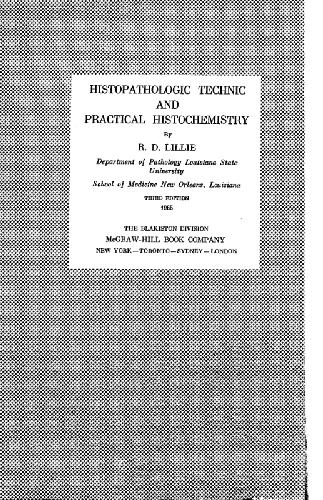 HISTOPATHOLOGIC TECHNIC
AND
PRACTICAL HISTOCHEMISTRY
By
R. D. LILLIE
Department of Pathology Louisiana State
University
School of Medicine New Orleans, Louisiana
THIRD EDITION
1965
THE BLAKISTON DIVISION
McGRAW-HILL BOOK COMPANY
NEW YORK—TORONTO—SYDNEY—LONDON